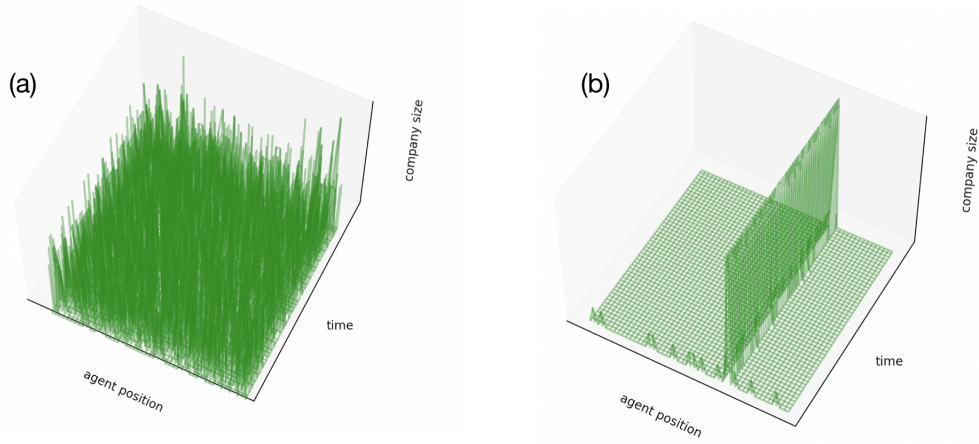 (a)
company size
time
agent position
(b)
company size
time
agent position